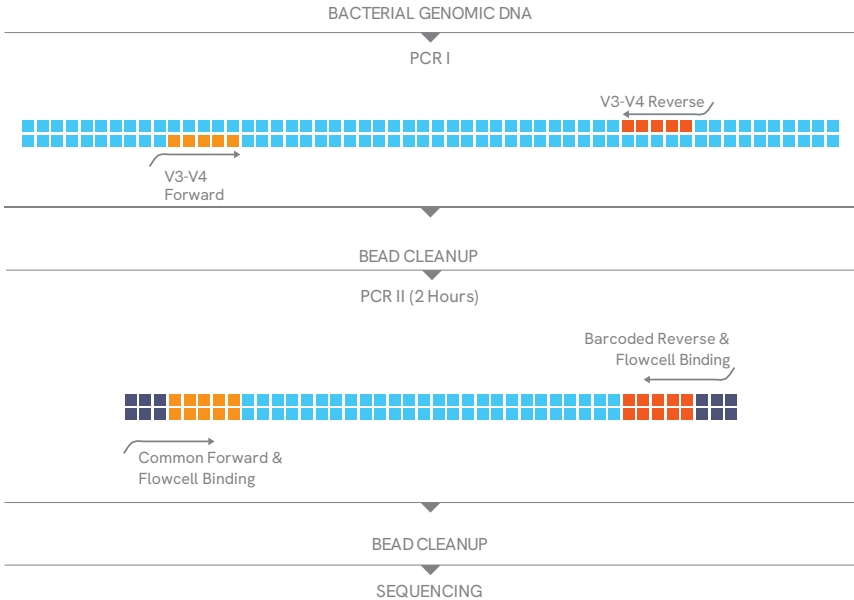 BACTERIAL GENOMIC DNA
PCR I
V3-V4 Reverse
V3-V4
Forward
BEAD CLEANUP
PCR II (2 Hours)
Barcoded Reverse &
Flowcell Binding
Common Forward &
Flowcell Binding
BEAD CLEANUP
SEQUENCING